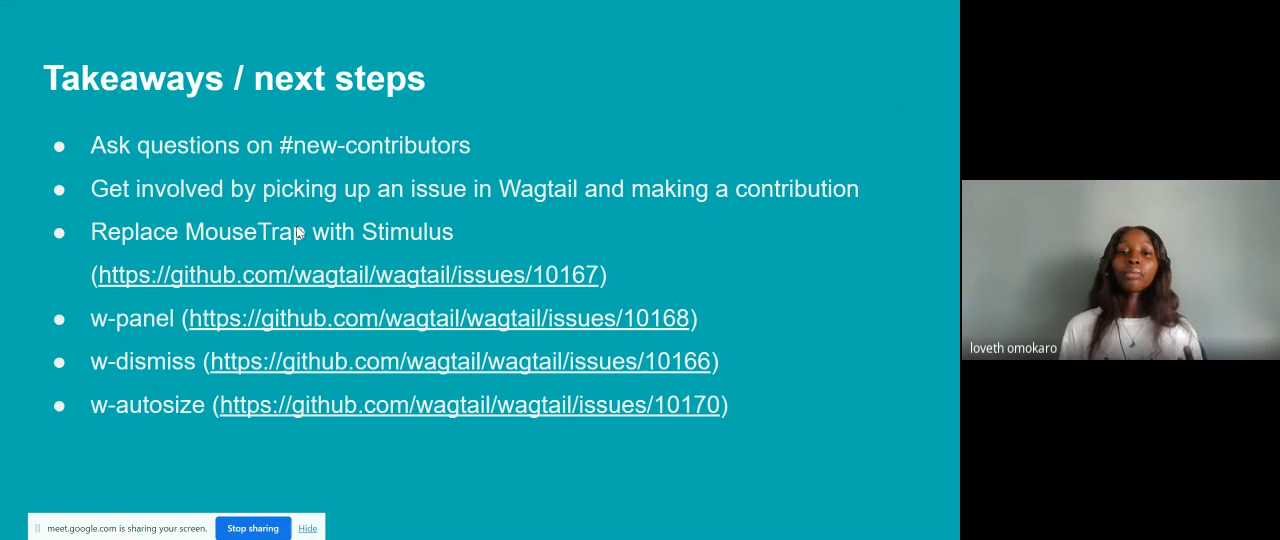 Takeaways / next steps
● Ask questions on #new-contributors
● Get involved by picking up an issue in Wagtail and making a contribution
● Replace MouseTrap with Stimulus
(https://github.com/wagtail/wagtail/issues/10167)
● w-panel (https://github.com/wagtail/wagtail/issues/10168)
● w-dismiss (https://github.com/wagtail/wagtail/issues/10166)
● w-autosize (https://github.com/wagtail/wagtail/issues/10170)
loveth omokaro
meet.google.com is sharing your screen. Stop sharing Hide